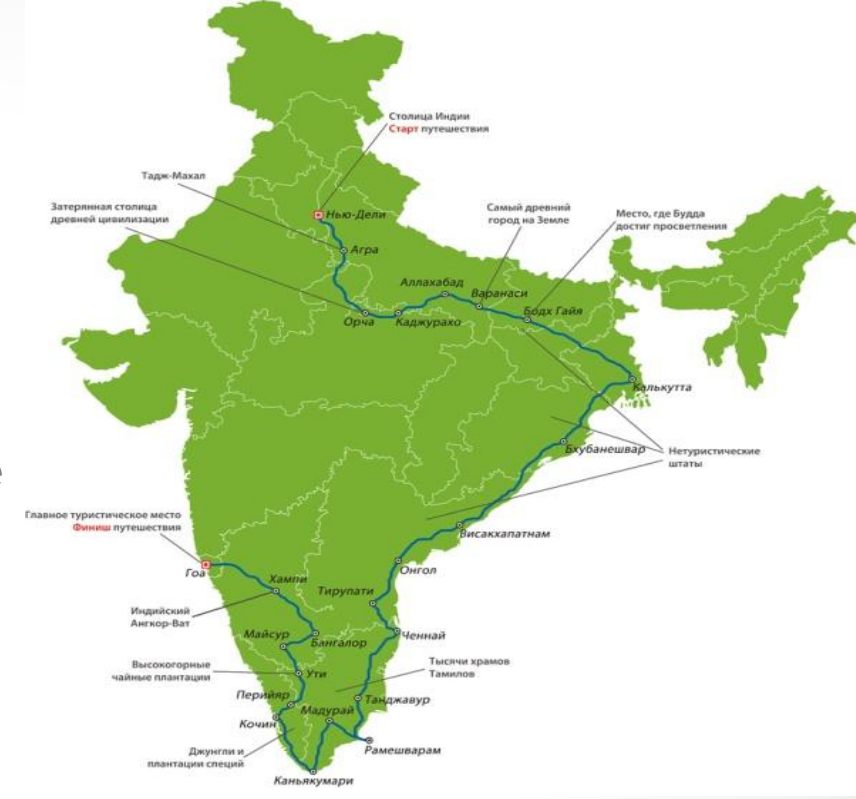 Столица Индии
Старт путешествия
Тадж-Махал
Затерянная столица
древней цивилизации
Самый древний
город на Земле
Место, где Будда
достиг просветления
Нью-Дели
Агра
Аллахабад
Варанаси
Орча
Каджурахо
Бодх Гайя
Калькутта
Бхубанешвар
Нетуристические
штаты
Висакхапатнам
Главное туристическое место
Финиш путешествия
Гоа
Онгол
Хампи
Тирупати
Индийский
Ангкор-Ват
Майсур
Бангалор
Ченнай
Высокогорные
чайные плантации
Ути
Тысячи храмов
Тамилов
Перийяр
Мадурай
Танджавур
Кочин
Рамешварам
Джунгли и
плантации специй
Каньякумари